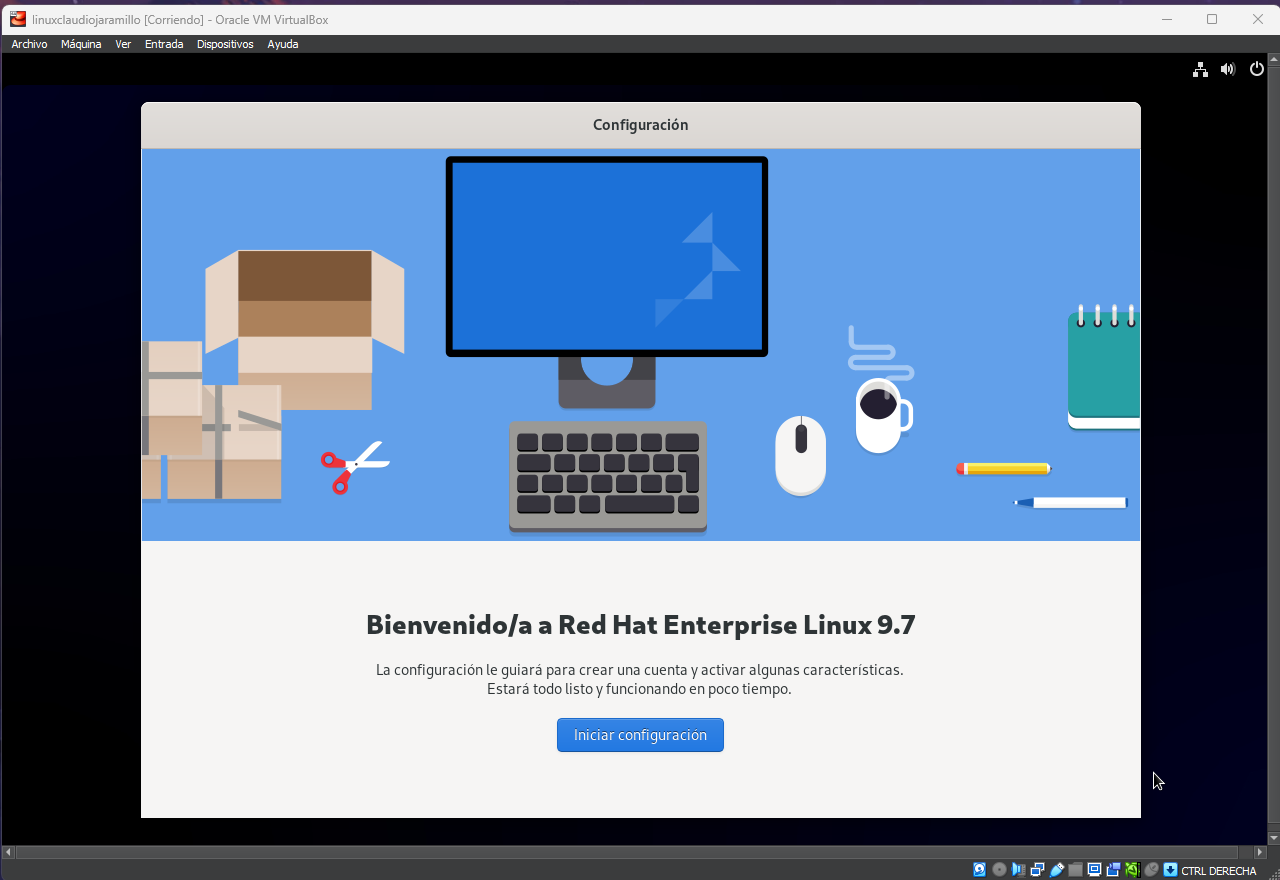 linuxclaudiojaramillo [Corriendo] - Oracle VM VirtualBox
Archivo Máquina Ver Entrada Dispositivos Ayuda
Configuración
Bienvenido/a a Red Hat Enterprise Linux 9.7
La configuración le guiará para crear una cuenta y activar algunas características.
Estará todo listo y funcionando en poco tiempo.
Iniciar configuración
CTRL DERECHA